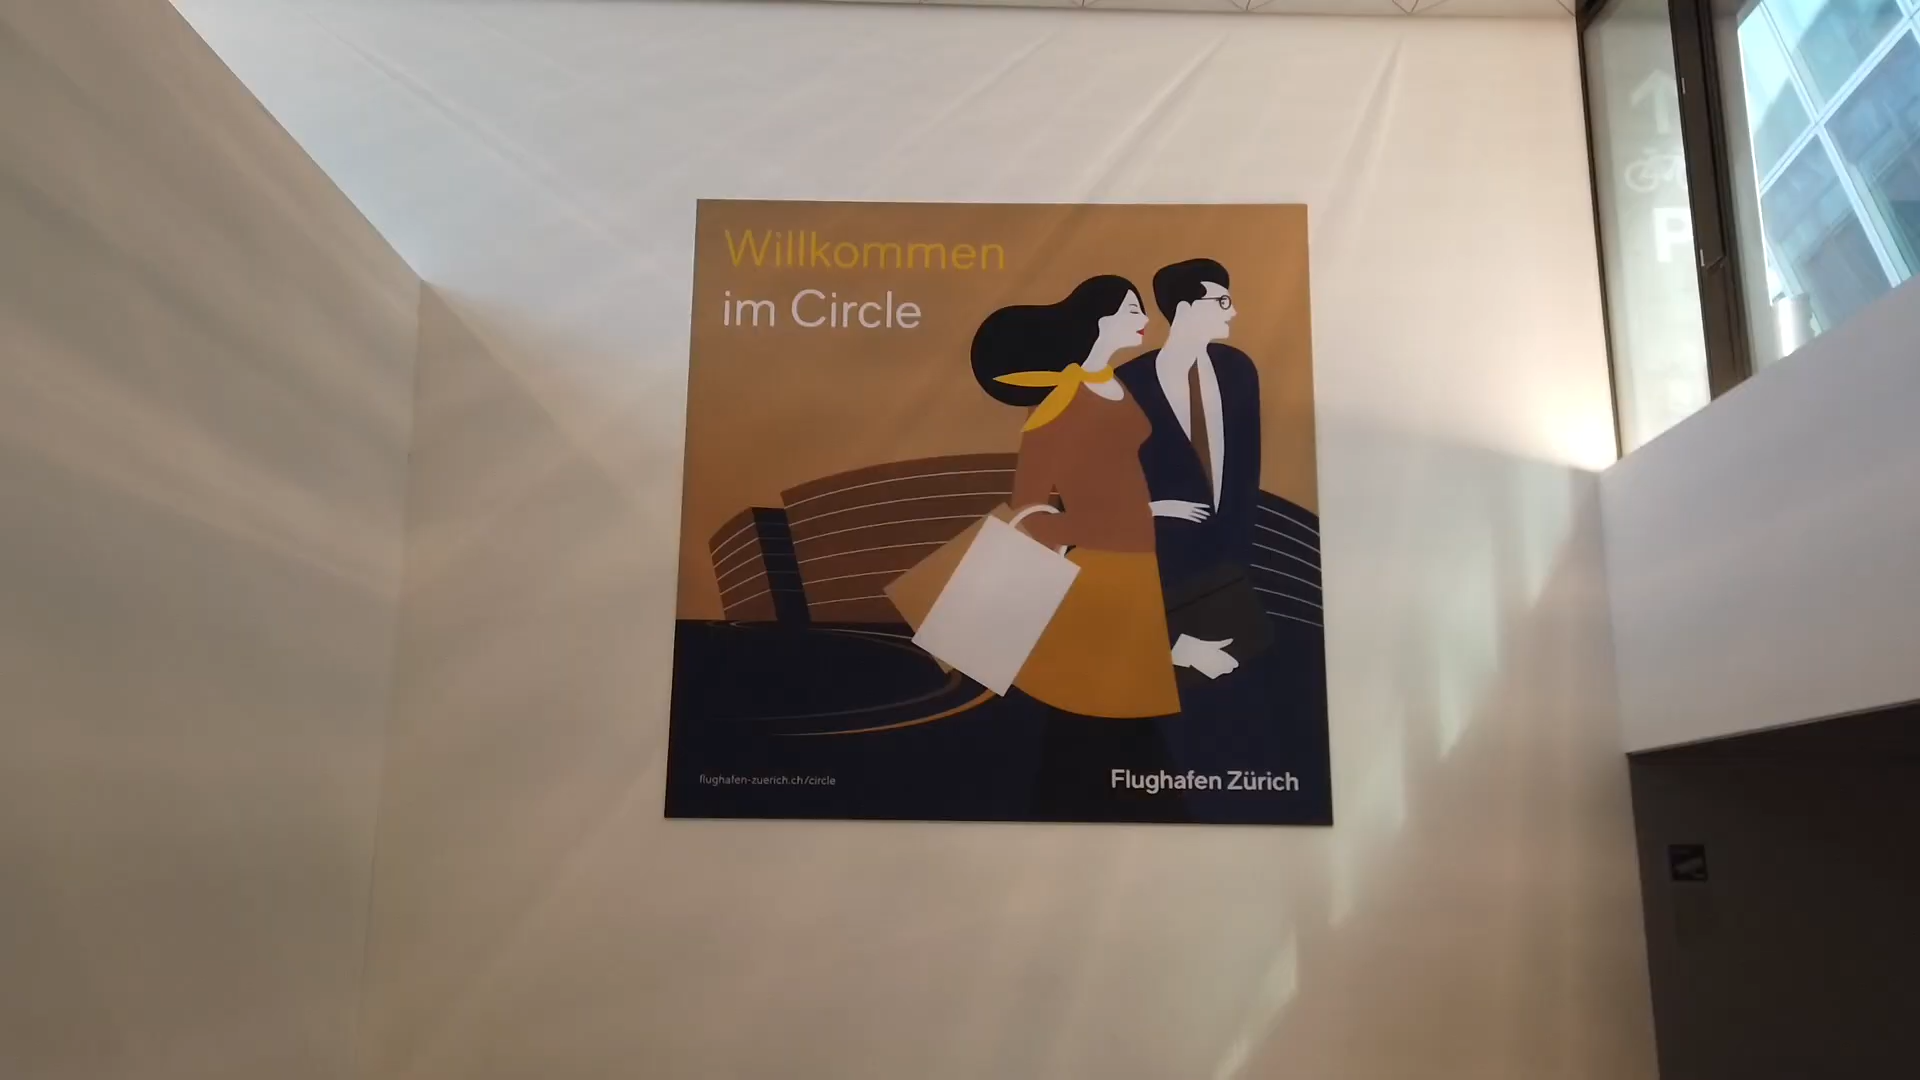 Willkommen
im Circle
flughafen-zuerich.ch/circle
Flughafen Zürich
P